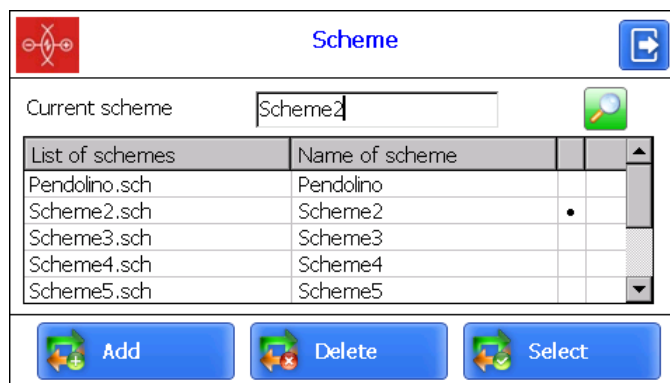 Scheme
Current scheme Scheme2
List of schemes Name of scheme
Pendolino.sch Pendolino
Scheme2.sch Scheme2 •
Scheme3.sch Scheme3
Scheme4.sch Scheme4
Scheme5.sch Scheme5
Add Delete Select